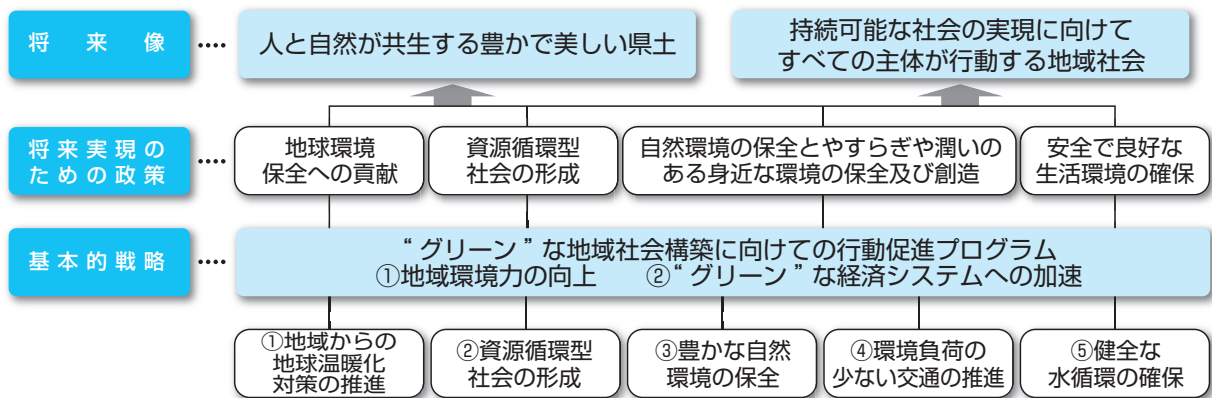 将来像
････
人と自然が共生する豊かで美しい県土
持続可能な社会の実現に向けて
すべての主体が行動する地域社会
将来実現の
ための政策
････
地球環境
保全への貢献
資源循環型
社会の形成
自然環境の保全とやすらぎや潤いの
ある身近な環境の保全及び創造
安全で良好な
生活環境の確保
基本的戦略
････
“グリーン”な地域社会構築に向けての行動促進プログラム
①地域環境力の向上　②“グリーン”な経済システムへの加速
①地域からの
地球温暖化
対策の推進
②資源循環型
社会の形成
③豊かな自然
環境の保全
④環境負荷の
少ない交通の推進
⑤健全な
水循環の確保